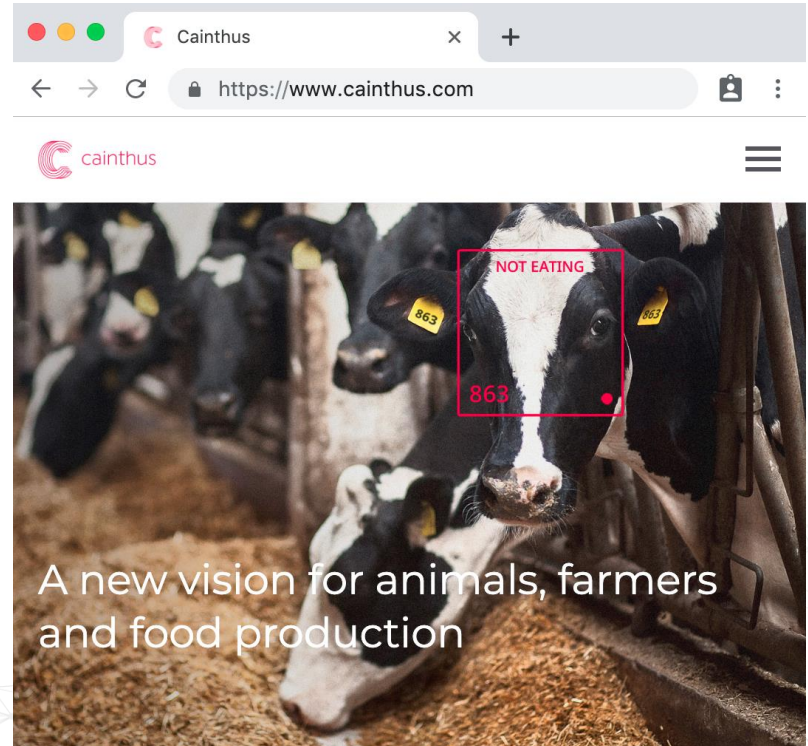 Cainthus
https://www.cainthus.com
cainthus
NOT EATING
863
863
863
A new vision for animals, farmers
and food production